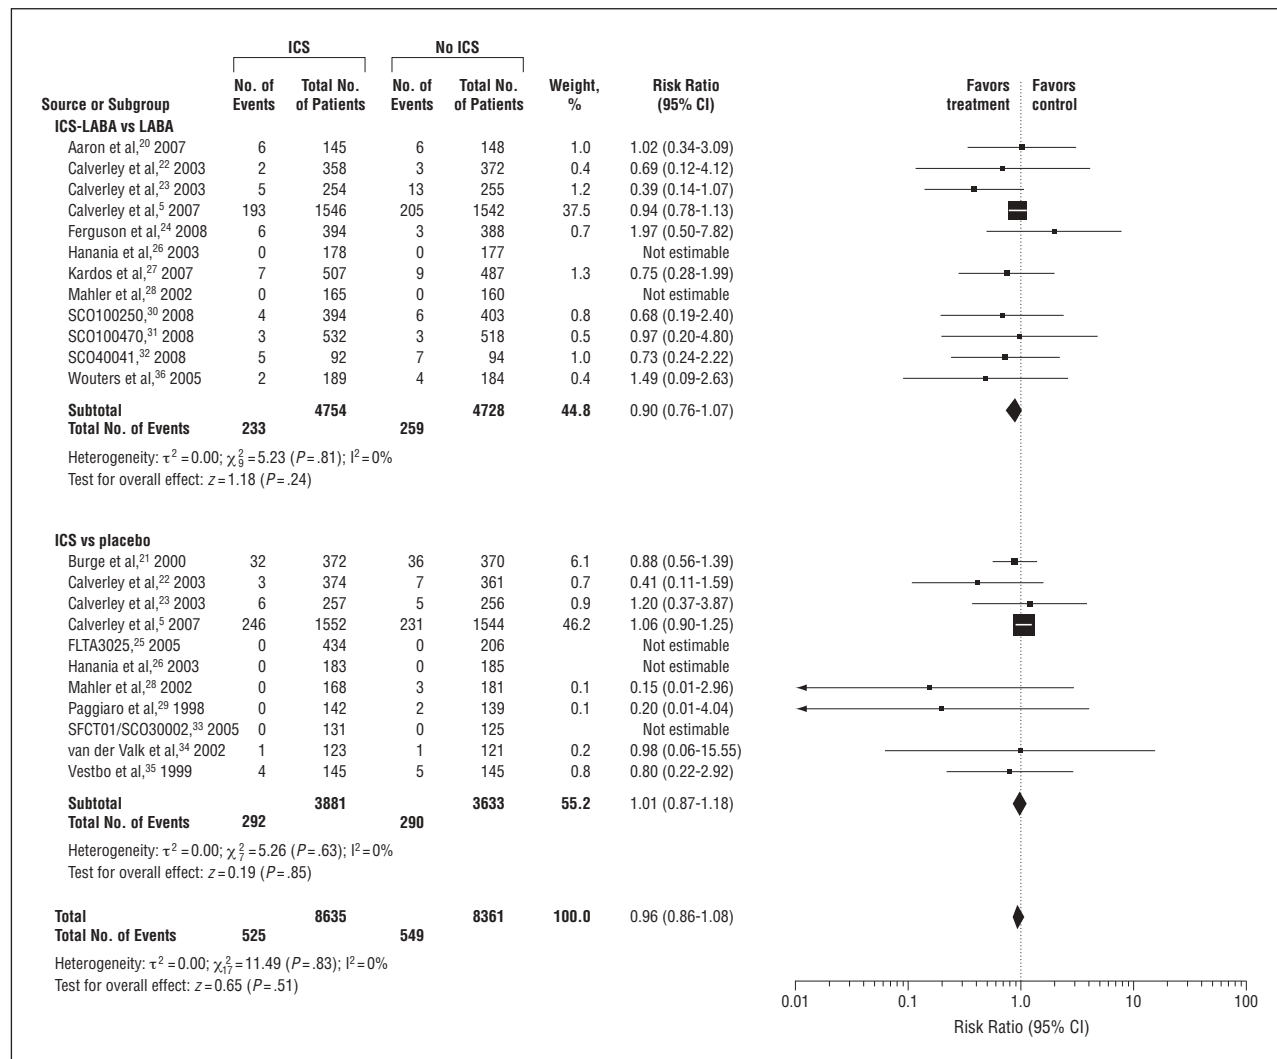 ICS No ICS
Favors treatment Favors control
Source or Subgroup No. of Events Total No. of Patients No. of Events Total No. of Patients Weight, % Risk Ratio (95% CI)
ICS-LABA vs LABA
Aaron et al,20 2007 6 145 6 148 1.0 1.02 (0.34-3.09)
Calverley et al,22 2003 2 358 3 372 0.4 0.69 (0.12-4.12)
Calverley et al,23 2003 5 254 13 255 1.2 0.39 (0.14-1.07)
Calverley et al,5 2007 193 1546 205 1542 37.5 0.94 (0.78-1.13)
Ferguson et al,24 2008 6 394 3 388 0.7 1.97 (0.50-7.82)
Hanania et al,26 2003 0 178 0 177 Not estimable
Kardos et al,27 2007 7 507 9 487 1.3 0.75 (0.28-1.99)
Mahler et al,28 2002 0 165 0 160 Not estimable
SCO100250,30 2008 4 394 6 403 0.8 0.68 (0.19-2.40)
SCO100470,31 2008 3 532 3 518 0.5 0.97 (0.20-4.80)
SCO40041,32 2008 5 92 7 94 1.0 0.73 (0.24-2.22)
Wouters et al,36 2005 2 189 4 184 0.4 1.49 (0.09-2.63)
Subtotal 4754 4728 44.8 0.90 (0.76-1.07)
Total No. of Events 233 259
Heterogeneity: τ2 = 0.00; χ29 = 5.23 (P = .81); I2 = 0%
Test for overall effect: z = 1.18 (P = .24)
ICS vs placebo
Burge et al,21 2000 32 372 36 370 6.1 0.88 (0.56-1.39)
Calverley et al,22 2003 3 374 7 361 0.7 0.41 (0.11-1.59)
Calverley et al,23 2003 6 257 5 256 0.9 1.20 (0.37-3.87)
Calverley et al,5 2007 246 1552 231 1544 46.2 1.06 (0.90-1.25)
FLTA3025,25 2005 0 434 0 206 Not estimable
Hanania et al,26 2003 0 183 0 185 Not estimable
Mahler et al,28 2002 0 168 3 181 0.1 0.15 (0.01-2.96)
Paggiaro et al,29 1998 0 142 2 139 0.1 0.20 (0.01-4.04)
SFCT01/SCO30002,33 2005 0 131 0 125 Not estimable
van der Valk et al,34 2002 1 123 1 121 0.2 0.98 (0.06-15.55)
Vestbo et al,35 1999 4 145 5 145 0.8 0.80 (0.22-2.92)
Subtotal 3881 3633 55.2 1.01 (0.87-1.18)
Total No. of Events 292 290
Heterogeneity: τ2 = 0.00; χ27 = 5.26 (P = .63); I2 = 0%
Test for overall effect: z = 0.19 (P = .85)
Total 8635 8361 100.0 0.96 (0.86-1.08)
Total No. of Events 525 549
Heterogeneity: τ2 = 0.00; χ217 = 11.49 (P = .83); I2 = 0%
Test for overall effect: z = 0.65 (P = .51)
0.01 0.1 1.0 10 100
Risk Ratio (95% CI)